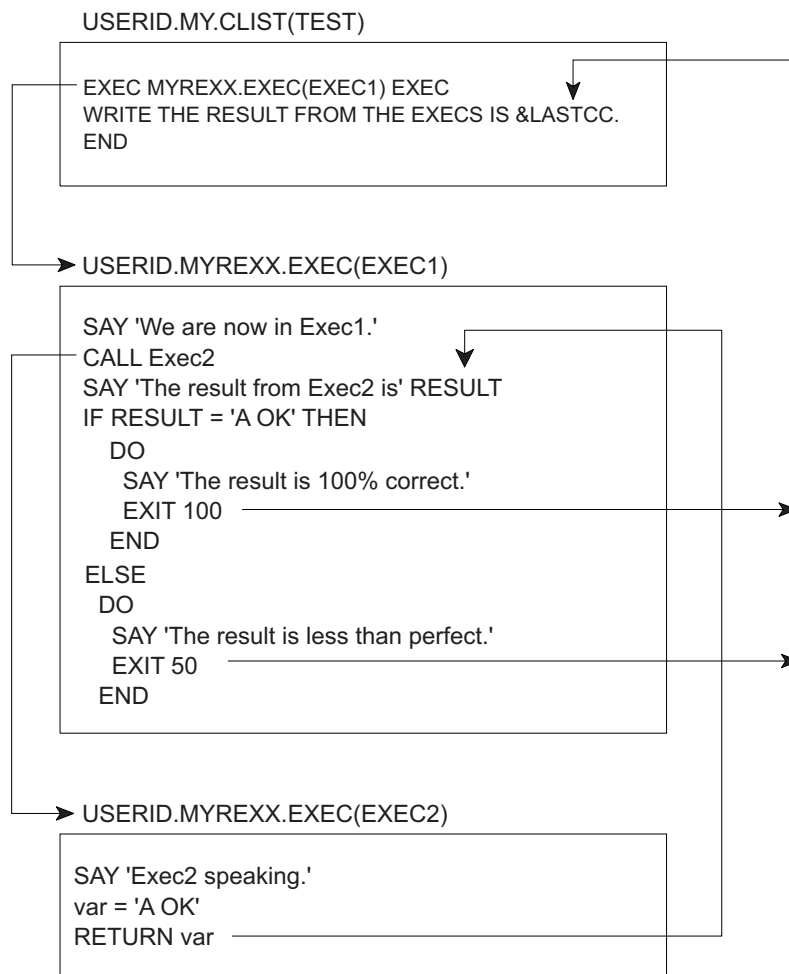 USERID.MY.CLIST(TEST)
EXEC MYREXX.EXEC(EXEC1) EXEC
WRITE THE RESULT FROM THE EXECS IS &LASTCC.
END
USERID.MYREXX.EXEC(EXEC1)
SAY 'We are now in Exec1.'
CALL Exec2
SAY 'The result from Exec2 is' RESULT
IF RESULT = 'A OK' THEN
DO
SAY 'The result is 100% correct.'
EXIT 100
END
ELSE
DO
SAY 'The result is less than perfect.'
EXIT 50
END
USERID.MYREXX.EXEC(EXEC2)
SAY 'Exec2 speaking.'
var = 'A OK'
RETURN var